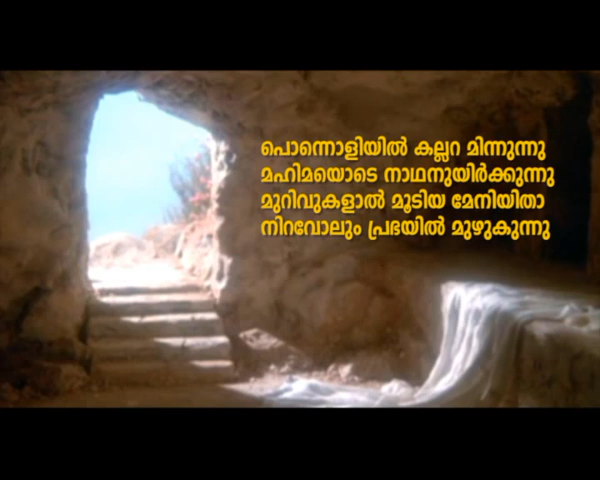 പൊന്നൊളിയിൽ കല്ലറ മിന്നുന്നു
മഹിമയൊടെ നാഥനുയിർക്കുന്നു
മുറിവുകളാൽ മൂടിയ മേനിയിതാ
നിറവോലും പ്രഭയിൽ മുഴുകുന്നു